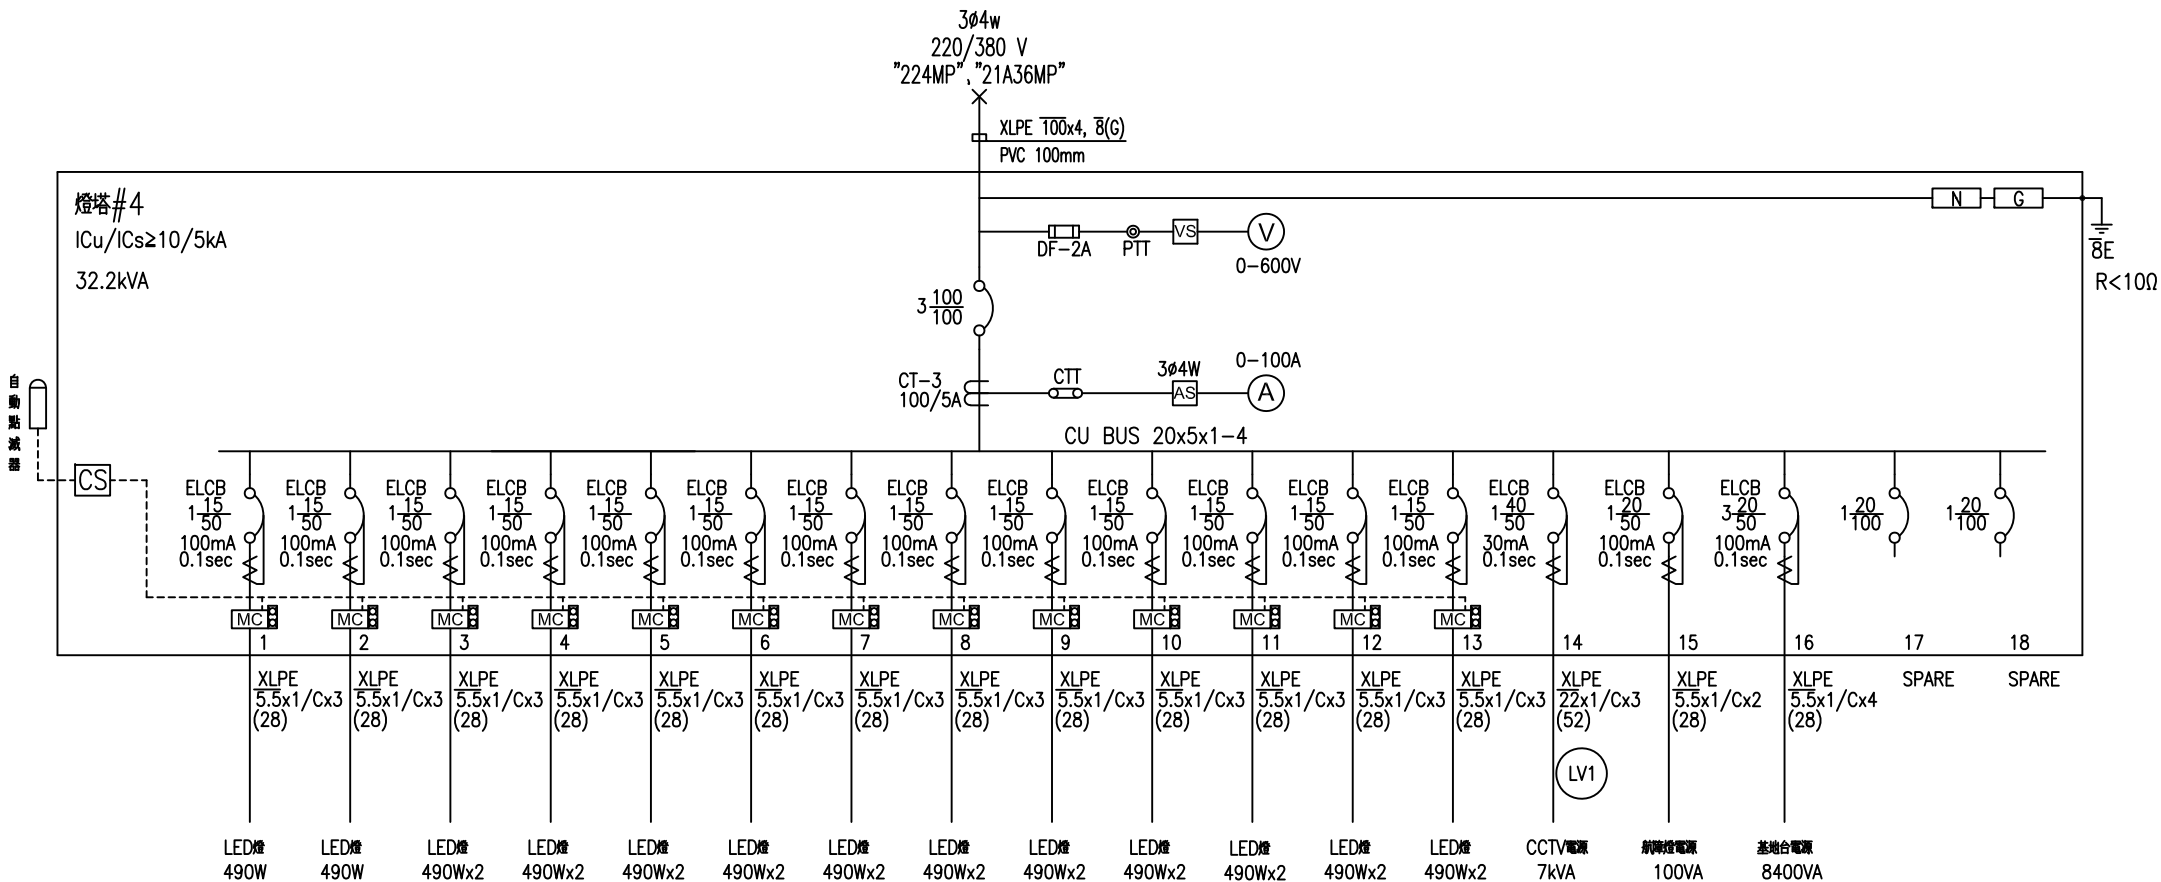 3ø4w
220/380 V
"224MP", "21A36MP"
XLPE 100x4, 8(G)
PVC 100mm
燈塔#4
ICu/ICs≥10/5kA
32.2kVA
N G
DF-2A PTT VS V
0-600V
8E
R<10Ω
3 100/100
CT-3
100/5A
CTT
3ø4W
AS
0-100A
A
CU BUS 20x5x1-4
自動點滅器
CS
ELCB ELCB ELCB ELCB ELCB ELCB ELCB ELCB ELCB ELCB ELCB ELCB ELCB ELCB ELCB ELCB
1 15/50 1 15/50 1 15/50 1 15/50 1 15/50 1 15/50 1 15/50 1 15/50 1 15/50 1 15/50 1 15/50 1 15/50 1 15/50 1 40/50 1 20/50 3 20/50 1 20/100 1 20/100
100mA 100mA 100mA 100mA 100mA 100mA 100mA 100mA 100mA 100mA 100mA 100mA 100mA 30mA 100mA 100mA
0.1sec 0.1sec 0.1sec 0.1sec 0.1sec 0.1sec 0.1sec 0.1sec 0.1sec 0.1sec 0.1sec 0.1sec 0.1sec 0.1sec 0.1sec 0.1sec
MC MC MC MC MC MC MC MC MC MC MC MC MC
1 2 3 4 5 6 7 8 9 10 11 12 13 14 15 16 17 18
XLPE XLPE XLPE XLPE XLPE XLPE XLPE XLPE XLPE XLPE XLPE XLPE XLPE XLPE XLPE XLPE SPARE SPARE
5.5x1/Cx3 5.5x1/Cx3 5.5x1/Cx3 5.5x1/Cx3 5.5x1/Cx3 5.5x1/Cx3 5.5x1/Cx3 5.5x1/Cx3 5.5x1/Cx3 5.5x1/Cx3 5.5x1/Cx3 5.5x1/Cx3 5.5x1/Cx3 22x1/Cx3 5.5x1/Cx2 5.5x1/Cx4
(28) (28) (28) (28) (28) (28) (28) (28) (28) (28) (28) (28) (28) (52) (28) (28)
LV1
LED燈 LED燈 LED燈 LED燈 LED燈 LED燈 LED燈 LED燈 LED燈 LED燈 LED燈 LED燈 LED燈 CCTV電源 航障燈電源 基地台電源
490W 490W 490Wx2 490Wx2 490Wx2 490Wx2 490Wx2 490Wx2 490Wx2 490Wx2 490Wx2 490Wx2 490Wx2 7kVA 100VA 8400VA